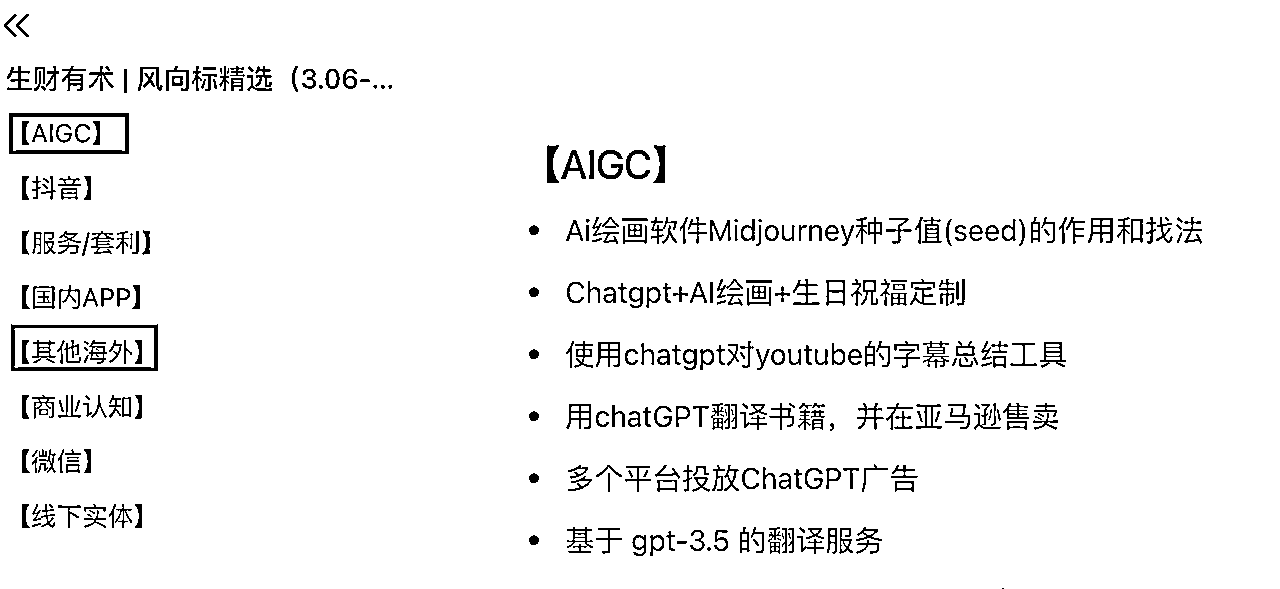 生财有术 | 风向标精选（3.06-...
【AIGC】
【抖音】
【服务/套利】
【国内APP】
【其他海外】
【商业认知】
【微信】
【线下实体】
【AIGC】
• Ai绘画软件Midjourney种子值(seed)的作用和找法
• Chatgpt+AI绘画+生日祝福定制
• 使用chatgpt对youtube的字幕总结工具
• 用chatGPT翻译书籍，并在亚马逊售卖
• 多个平台投放ChatGPT广告
• 基于 gpt-3.5 的翻译服务